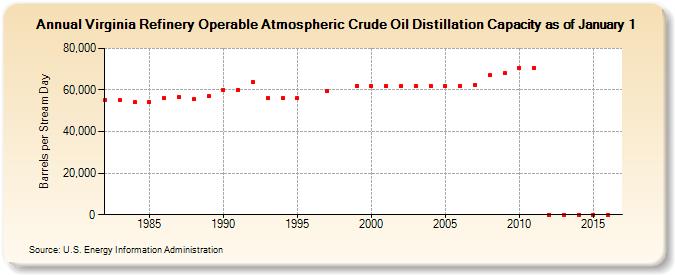 Annual Virginia Refinery Operable Atmospheric Crude Oil Distillation Capacity as of January 1
Barrels per Stream Day
80,000
60,000
40,000
20,000
0
1985 1990 1995 2000 2005 2010 2015
Source: U.S. Energy Information Administration